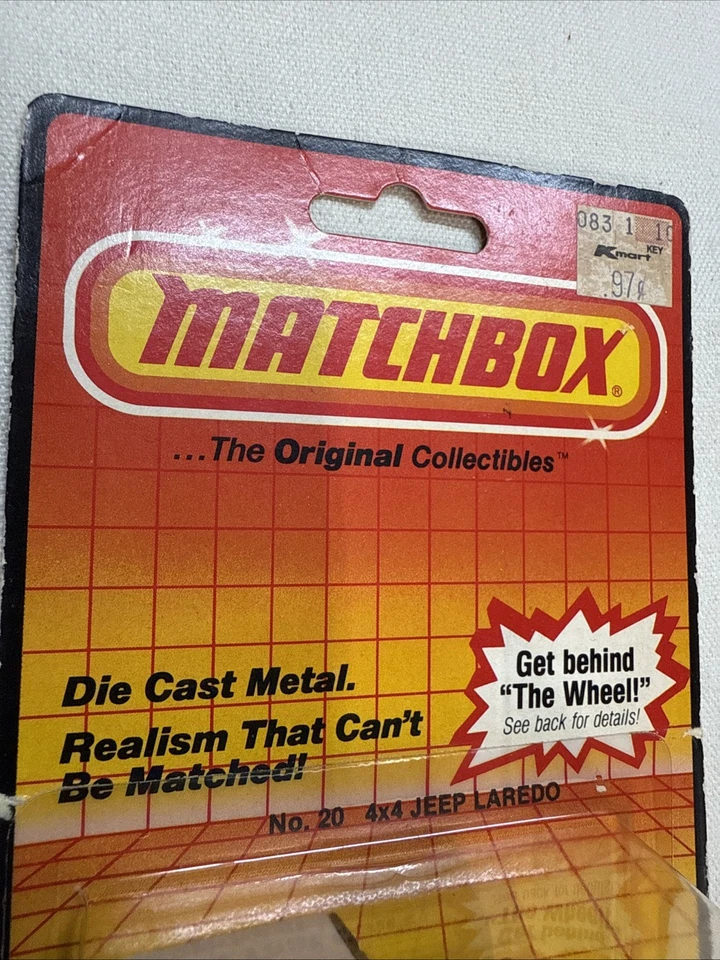 083 1 10
KEY
Kmart
.97¢
MATCHBOX®
...The Original Collectibles™
Die Cast Metal.
Realism That Can't
Be Matched!
Get behind
"The Wheel!"
See back for details!
No. 20 4x4 JEEP LAREDO